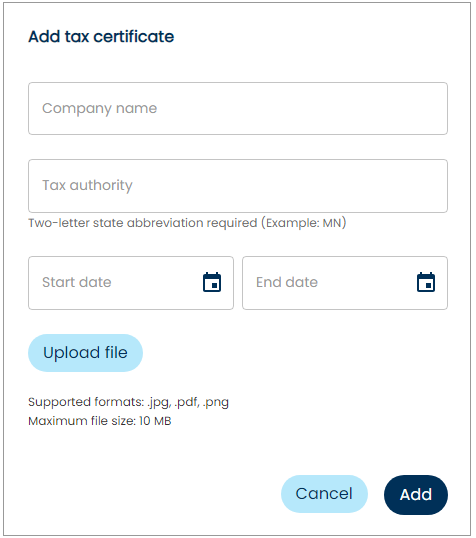 Add tax certificate
Company name
Tax authority
Two-letter state abbreviation required (Example: MN)
Start date
End date
Upload file
Supported formats: .jpg, .pdf, .png
Maximum file size: 10 MB
Cancel
Add